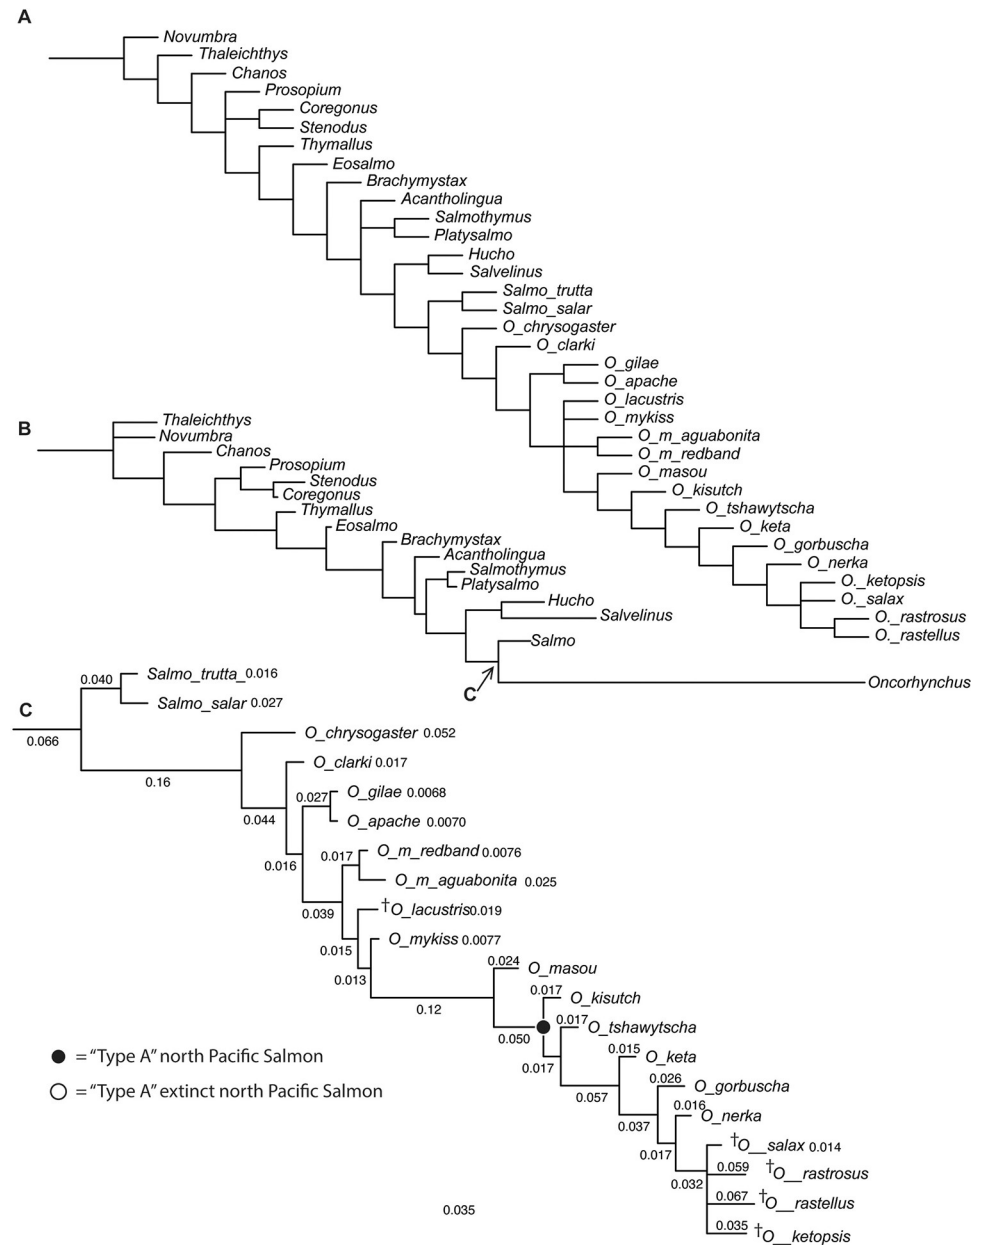 A
Novumbra
Thaleichthys
Chanos
Prosopium
Coregonus
Stenodus
Thymallus
Eosalmo
Brachymystax
Acantholingua
Salmothymus
Platysalmo
Hucho
Salvelinus
Salmo_trutta
Salmo_salar
O_chrysogaster
O_clarki
O_gilae
O_apache
O_lacustris
O_mykiss
O_m_aguabonita
O_m_redband
O_masou
O_kisutch
O_tshawytscha
O_keta
O_gorbuscha
O_nerka
O._ketopsis
O._salax
O._rastrosus
O._rastellus
B
Thaleichthys
Novumbra
Chanos
Prosopium
Stenodus
Coregonus
Thymallus
Eosalmo
Brachymystax
Acantholingua
Salmothymus
Platysalmo
Hucho
Salvelinus
Salmo
C
Oncorhynchus
C
0.066
0.040
Salmo_trutta_0.016
Salmo_salar 0.027
0.16
O_chrysogaster 0.052
0.044
O_clarki 0.017
0.016
0.027
O_gilae 0.0068
O_apache 0.0070
0.039
0.017
O_m_redband 0.0076
O_m_aguabonita 0.025
0.015
†O_lacustris0.019
0.013
O_mykiss 0.0077
0.12
0.024
O_masou
0.050
0.017
O_kisutch
0.017
0.017
O_tshawytscha
0.057
0.015
O_keta
0.037
0.026
O_gorbuscha
0.017
0.016
O_nerka
0.032
†O__salax 0.014
0.059
†O__rastrosus
0.067
†O__rastellus
0.035
†O__ketopsis
= “Type A” north Pacific Salmon
= “Type A” extinct north Pacific Salmon
0.035